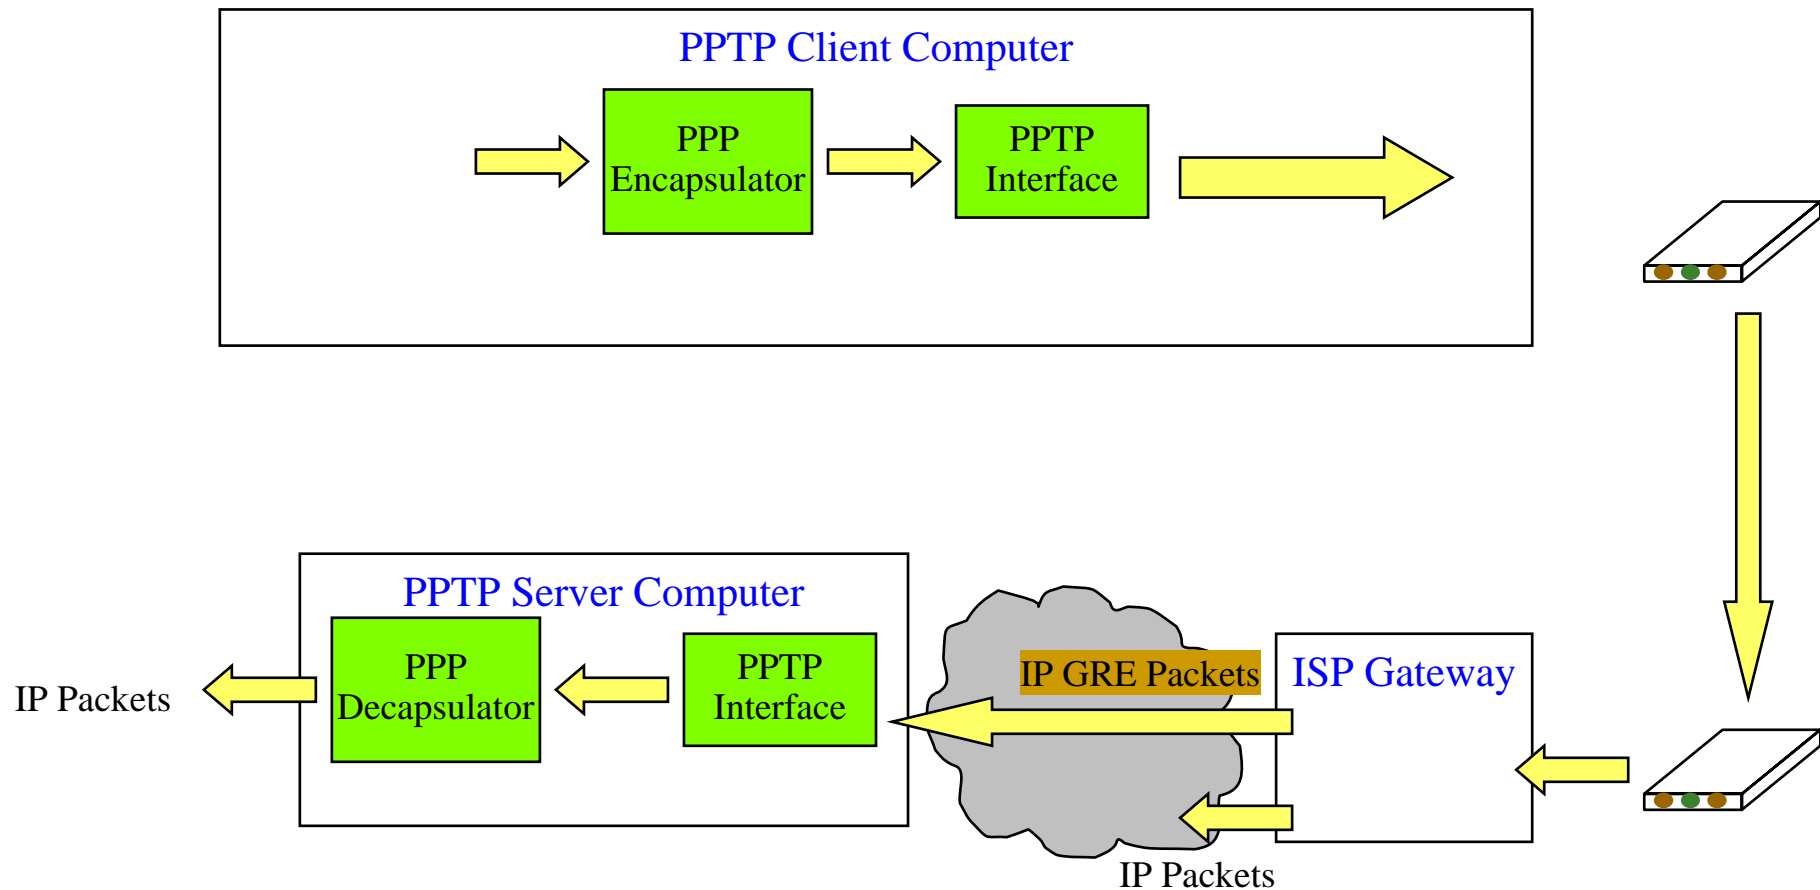 PPTP Client Computer
PPP
Encapsulator
PPTP
Interface
PPTP Server Computer
PPP
Decapsulator
PPTP
Interface
IP Packets
IP GRE Packets
ISP Gateway
IP Packets